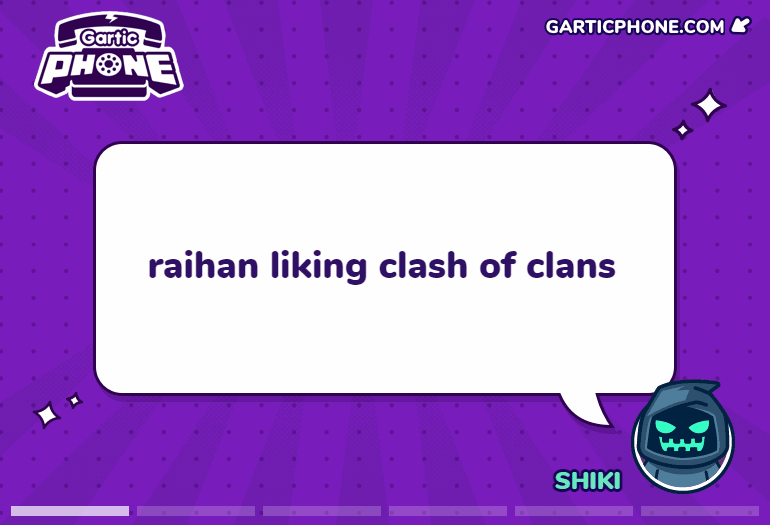 Gartic
PHONE
GARTICPHONE.COM
raihan liking clash of clans
SHIKI